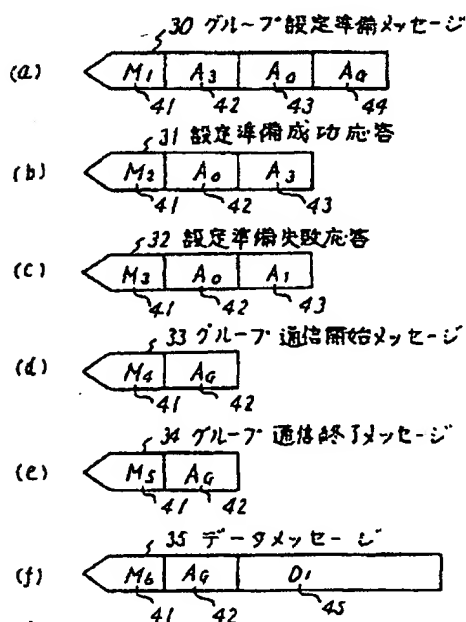 30 グループ設定準備メッセージ
(a) M1 A3 A0 AG
41 42 43 44
31 設定準備成功応答
(b) M2 A0 A3
41 42 43
32 設定準備失敗応答
(c) M3 A0 A1
41 42 43
33 グループ通信開始メッセージ
(d) M4 AG
41 42
34 グループ通信終了メッセージ
(e) M5 AG
41 42
35 データメッセージ
(f) M6 AG D1
41 42 45